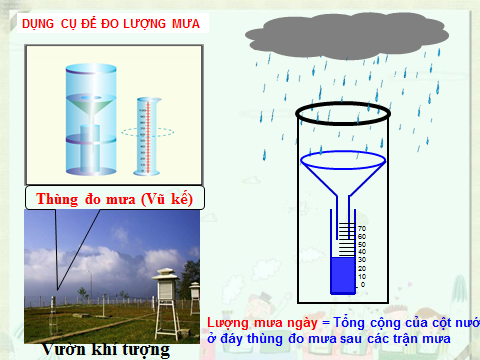 DỤNG CỤ ĐỂ ĐO LƯỢNG MƯA
Thùng đo mưa (Vũ kế)
Vườn khí tượng
70
60
50
40
30
20
10
0
Lượng mưa ngày = Tổng cộng của cột nước
ở đáy thùng đo mưa sau các trận mưa